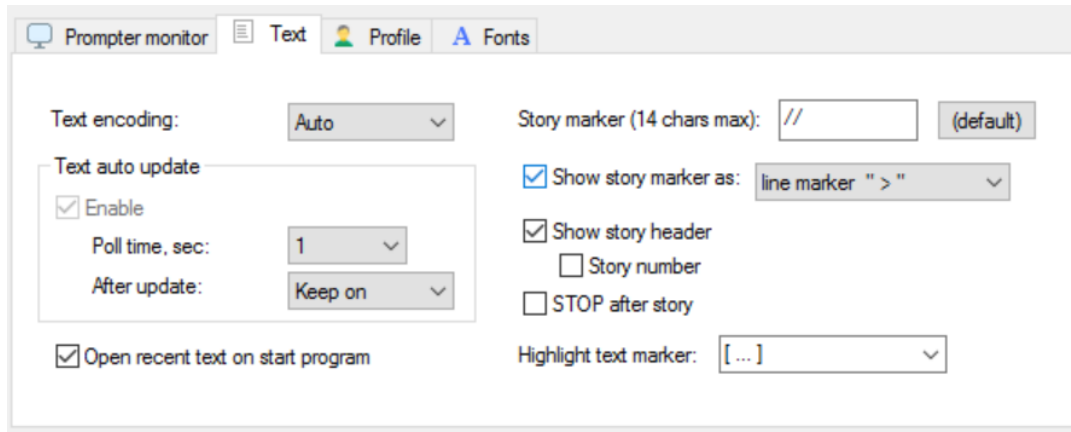 Prompter monitor Text Profile A Fonts
Text encoding: Auto
Text auto update
Enable
Poll time, sec: 1
After update: Keep on
Open recent text on start program
Story marker (14 chars max): // (default)
Show story marker as: line marker " > "
Show story header
Story number
STOP after story
Highlight text marker: [ ... ]